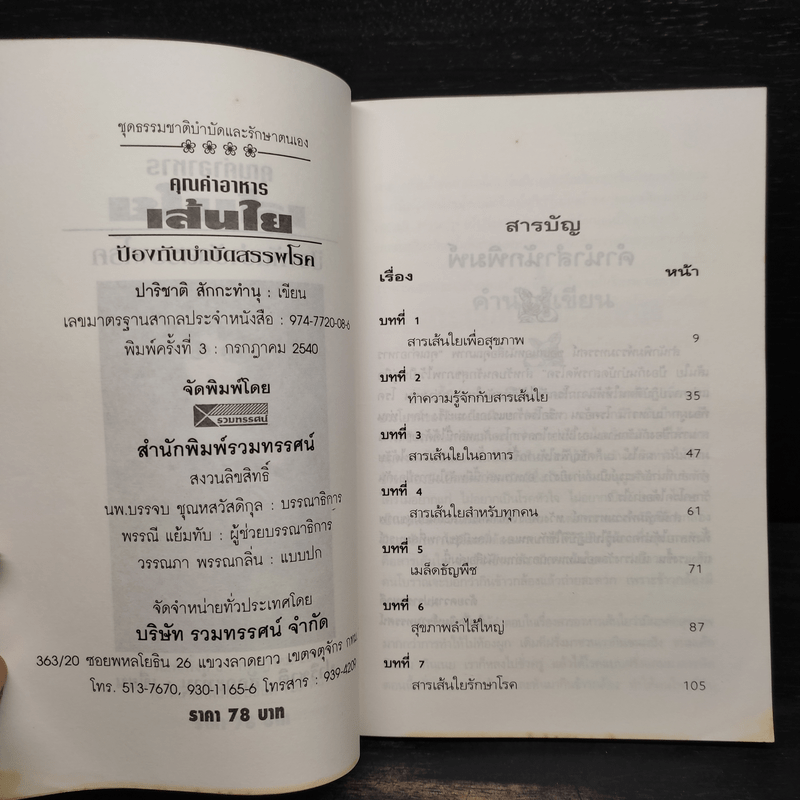 ชุดธรรมชาติบำบัดและรักษาตนเอง
คุณค่าอาหาร
เส้นใย
ป้องกันบำบัดสรรพโรค
ปาริชาติ สักกะทำนุ : เขียน
เลขมาตรฐานสากลประจำหนังสือ : 974-7720-08-6
พิมพ์ครั้งที่ 3 : กรกฎาคม 2540
จัดพิมพ์โดย
รวมทรรศน์
สำนักพิมพ์รวมทรรศน์
สงวนลิขสิทธิ์
นพ.บรรจบ ชุณหสวัสดิกุล : บรรณาธิการ
พรรณี แย้มทับ : ผู้ช่วยบรรณาธิการ
วรรณภา พรรณกลิ่น : แบบปก
จัดจำหน่ายทั่วประเทศโดย
บริษัท รวมทรรศน์ จำกัด
363/20 ซอยพหลโยธิน 26 แขวงลาดยาว เขตจตุจักร กทม
โทร. 513-7670, 930-1165-6 โทรสาร : 939-4209
ราคา 78 บาท
สารบัญ
เรื่อง หน้า
บทที่ 1
สารเส้นใยเพื่อสุขภาพ 9
บทที่ 2
ทำความรู้จักกับสารเส้นใย 35
บทที่ 3
สารเส้นใยในอาหาร 47
บทที่ 4
สารเส้นใยสำหรับทุกคน 61
บทที่ 5
เมล็ดธัญพืช 71
บทที่ 6
สุขภาพลำไส้ใหญ่ 87
บทที่ 7
สารเส้นใยรักษาโรค 105